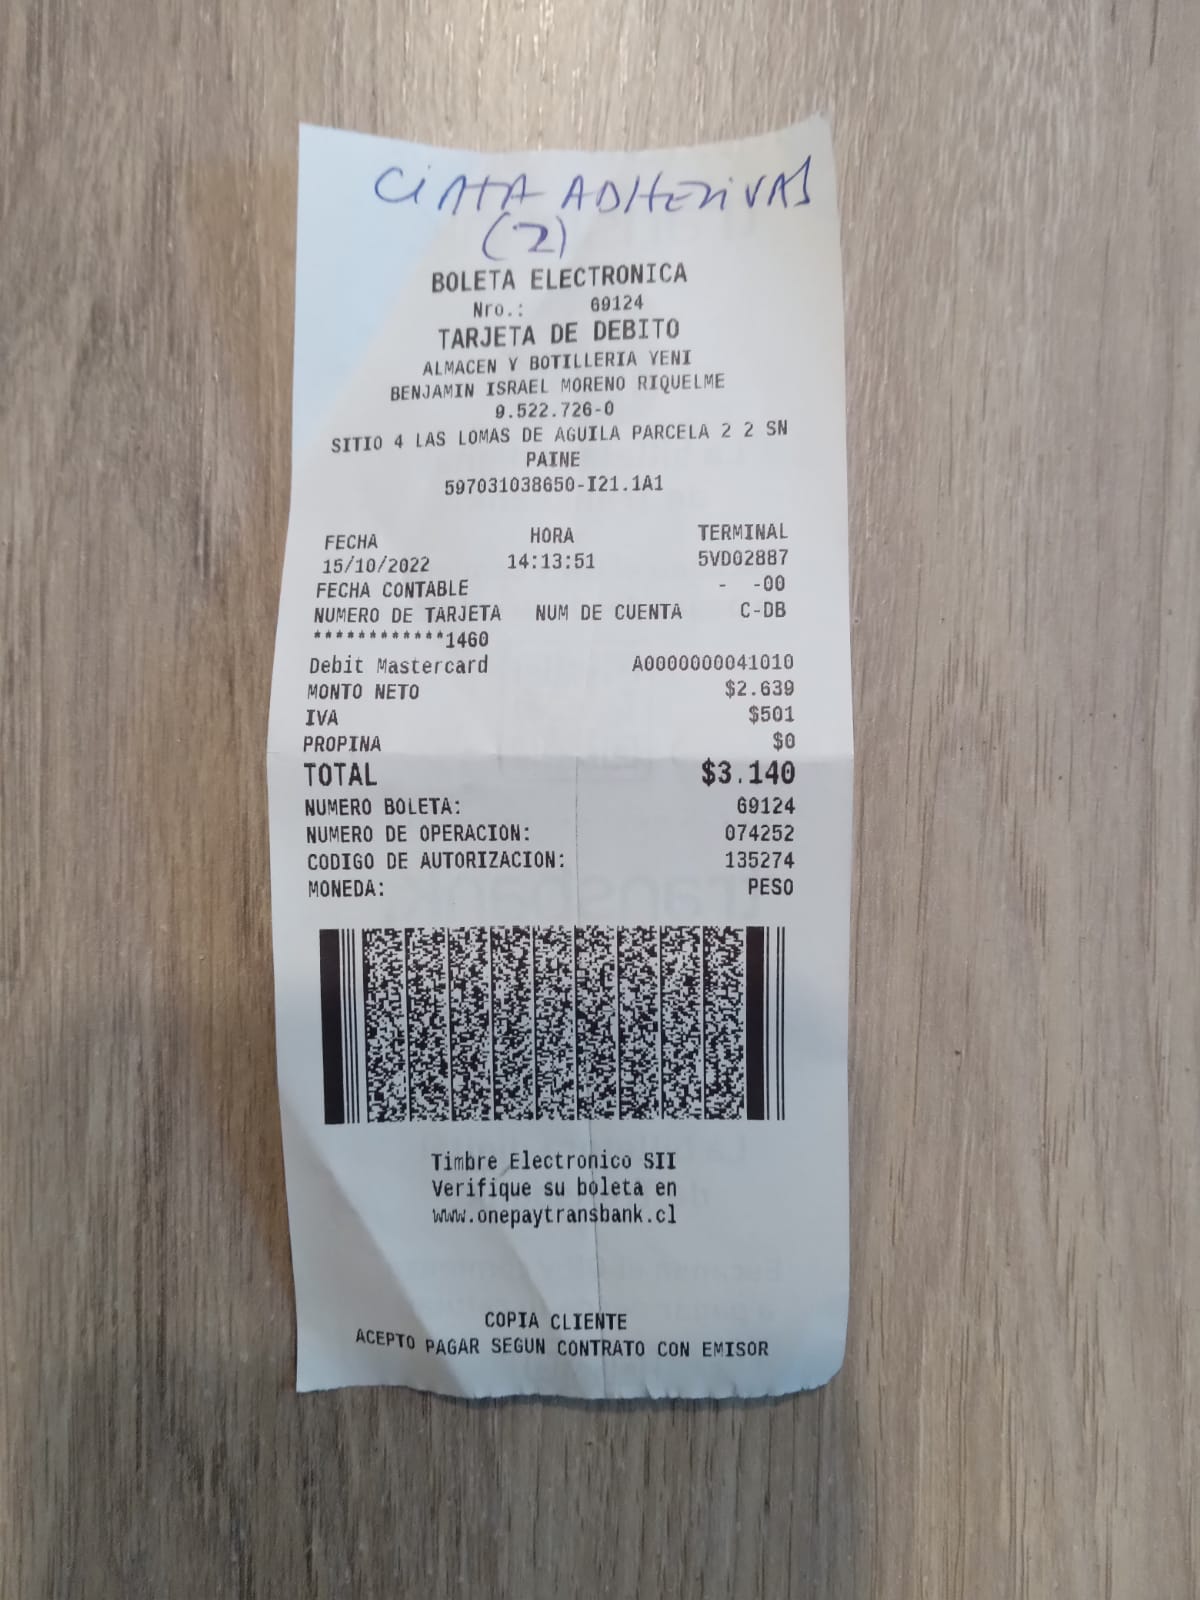 CINTA ADHESIVAS
(2)
BOLETA ELECTRONICA
Nro.: 69124
TARJETA DE DEBITO
ALMACEN Y BOTILLERIA YENI
BENJAMIN ISRAEL MORENO RIQUELME
9.522.726-0
SITIO 4 LAS LOMAS DE AGUILA PARCELA 2 2 SN
PAINE
597031038650-I21.1A1
FECHA HORA TERMINAL
15/10/2022 14:13:51 5VD02887
FECHA CONTABLE - -00
NUMERO DE TARJETA NUM DE CUENTA C-DB
************1460
Debit Mastercard A0000000041010
MONTO NETO $2.639
IVA $501
PROPINA $0
TOTAL $3.140
NUMERO BOLETA: 69124
NUMERO DE OPERACION: 074252
CODIGO DE AUTORIZACION: 135274
MONEDA: PESO
Timbre Electronico SII
Verifique su boleta en
www.onepaytransbank.cl
COPIA CLIENTE
ACEPTO PAGAR SEGUN CONTRATO CON EMISOR